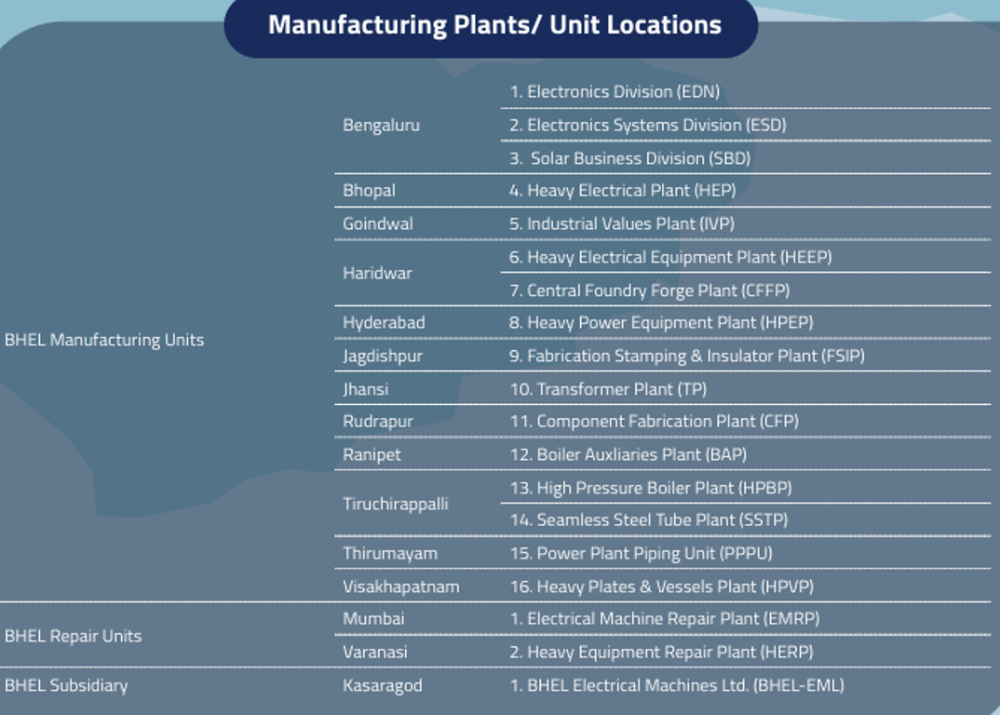 Manufacturing Plants/ Unit Locations
BHEL Manufacturing Units
Bengaluru
1. Electronics Division (EDN)
2. Electronics Systems Division (ESD)
3. Solar Business Division (SBD)
Bhopal
4. Heavy Electrical Plant (HEP)
Goindwal
5. Industrial Values Plant (IVP)
Haridwar
6. Heavy Electrical Equipment Plant (HEEP)
7. Central Foundry Forge Plant (CFFP)
Hyderabad
8. Heavy Power Equipment Plant (HPEP)
Jagdishpur
9. Fabrication Stamping & Insulator Plant (FSIP)
Jhansi
10. Transformer Plant (TP)
Rudrapur
11. Component Fabrication Plant (CFP)
Ranipet
12. Boiler Auxliaries Plant (BAP)
Tiruchirappalli
13. High Pressure Boiler Plant (HPBP)
14. Seamless Steel Tube Plant (SSTP)
Thirumayam
15. Power Plant Piping Unit (PPPU)
Visakhapatnam
16. Heavy Plates & Vessels Plant (HPVP)
BHEL Repair Units
Mumbai
1. Electrical Machine Repair Plant (EMRP)
Varanasi
2. Heavy Equipment Repair Plant (HERP)
BHEL Subsidiary
Kasaragod
1. BHEL Electrical Machines Ltd. (BHEL-EML)